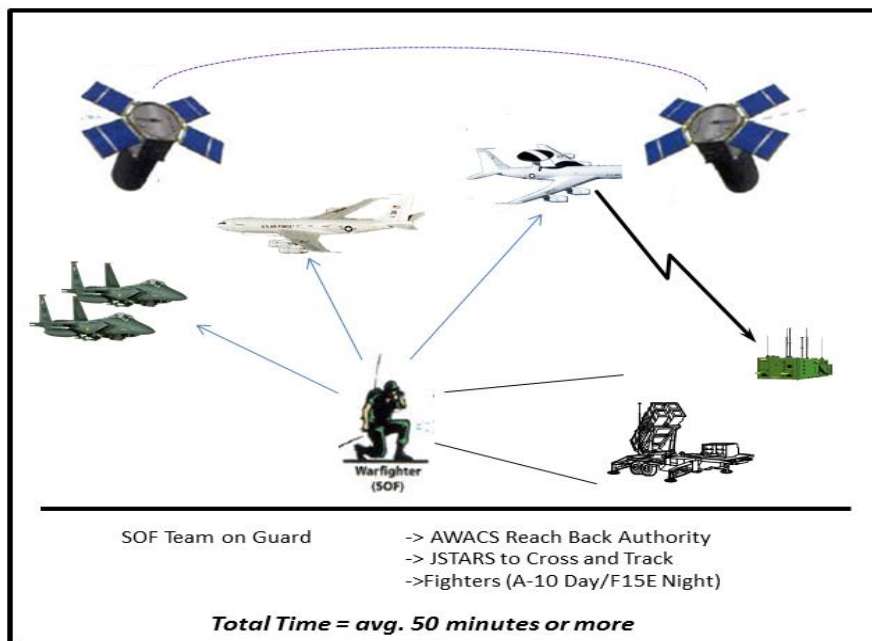 Warfighter
(SOF)
SOF Team on Guard
-> AWACS Reach Back Authority
-> JSTARS to Cross and Track
->Fighters (A-10 Day/F15E Night)
Total Time = avg. 50 minutes or more